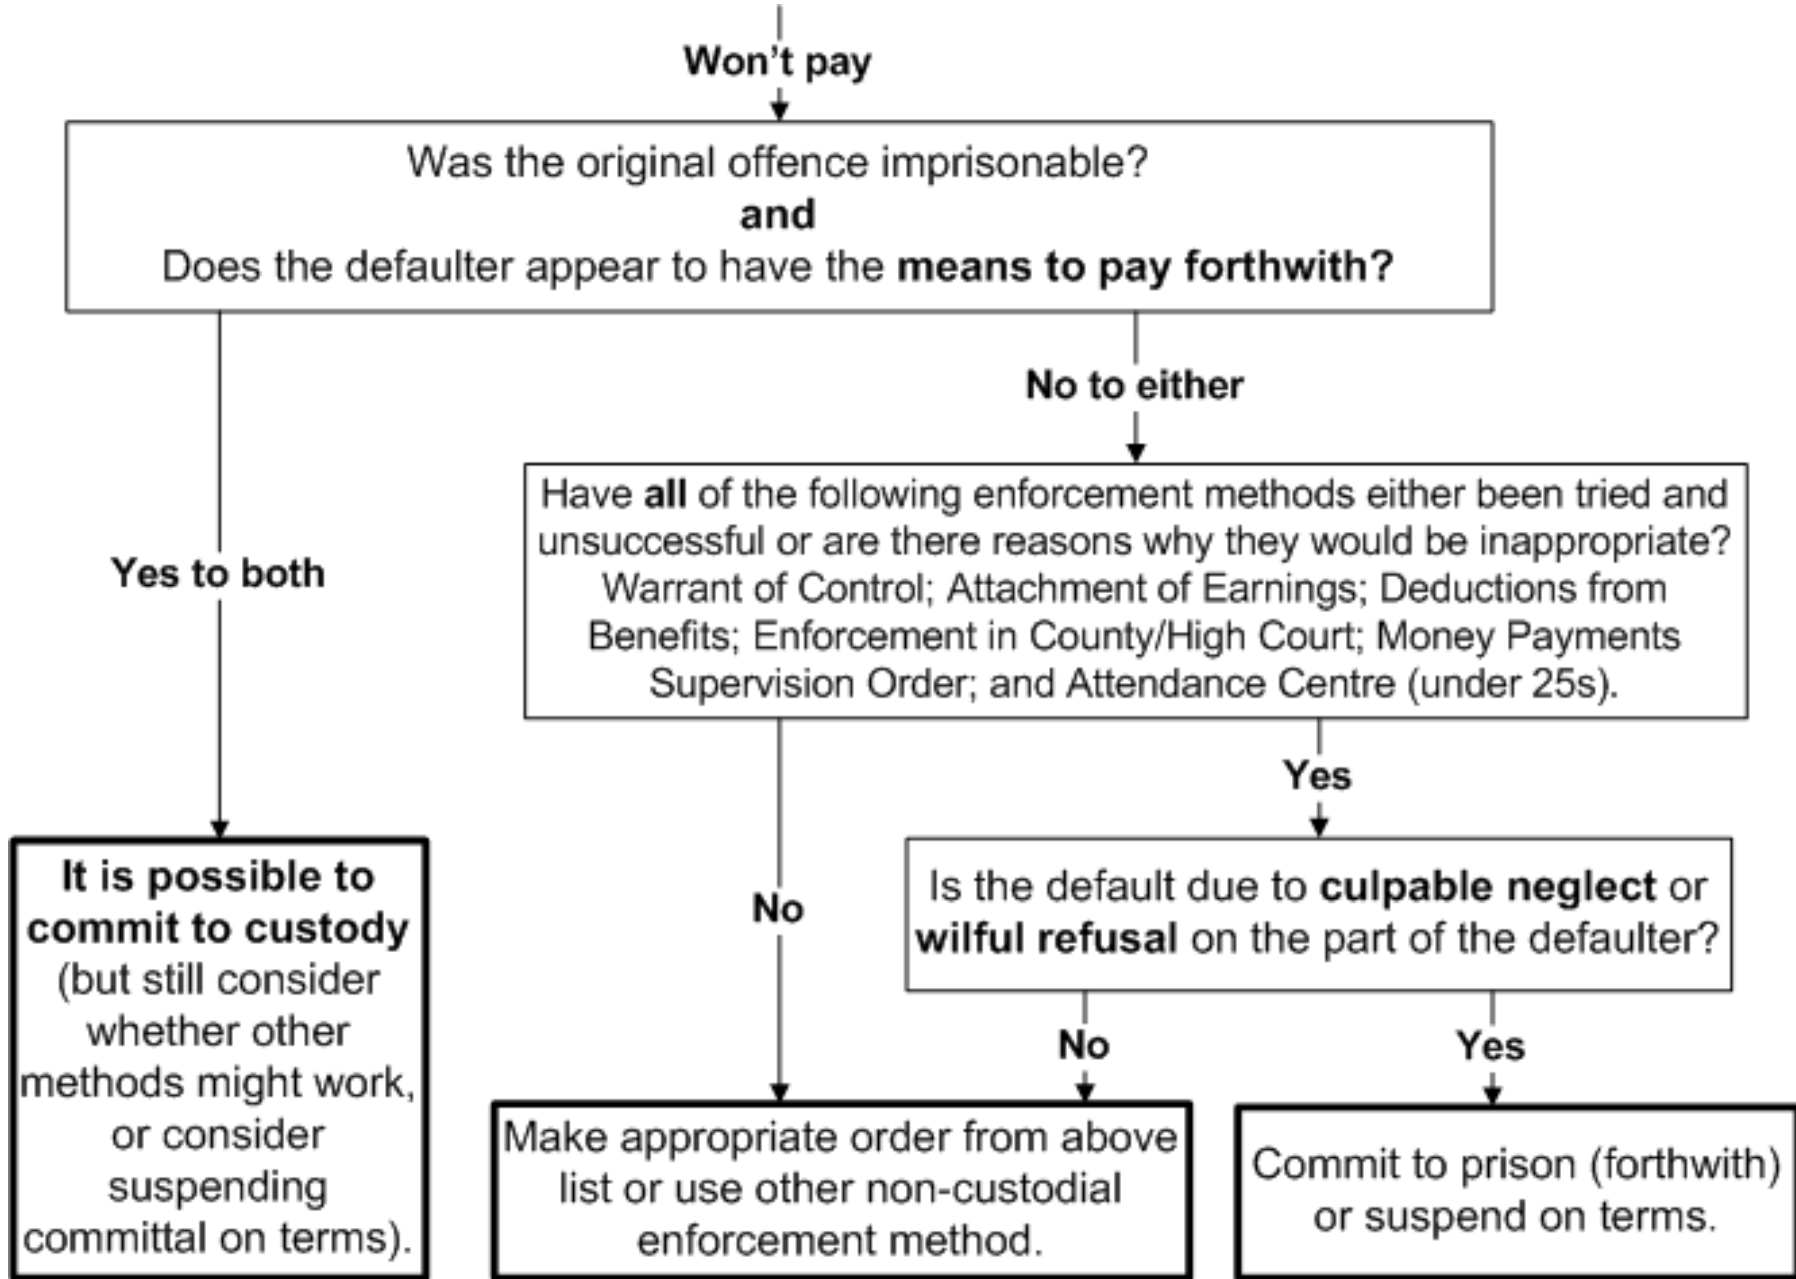 Won't pay
Was the original offence imprisonable?
and
Does the defaulter appear to have the means to pay forthwith?
No to either
Have all of the following enforcement methods either been tried and
unsuccessful or are there reasons why they would be inappropriate?
Warrant of Control; Attachment of Earnings; Deductions from
Benefits; Enforcement in County/High Court; Money Payments
Supervision Order; and Attendance Centre (under 25s).
Yes to both
Yes
It is possible to
commit to custody
(but still consider
whether other
methods might work,
or consider
suspending
committal on terms).
No
Is the default due to culpable neglect or
wilful refusal on the part of the defaulter?
No
Yes
Make appropriate order from above
list or use other non-custodial
enforcement method.
Commit to prison (forthwith)
or suspend on terms.